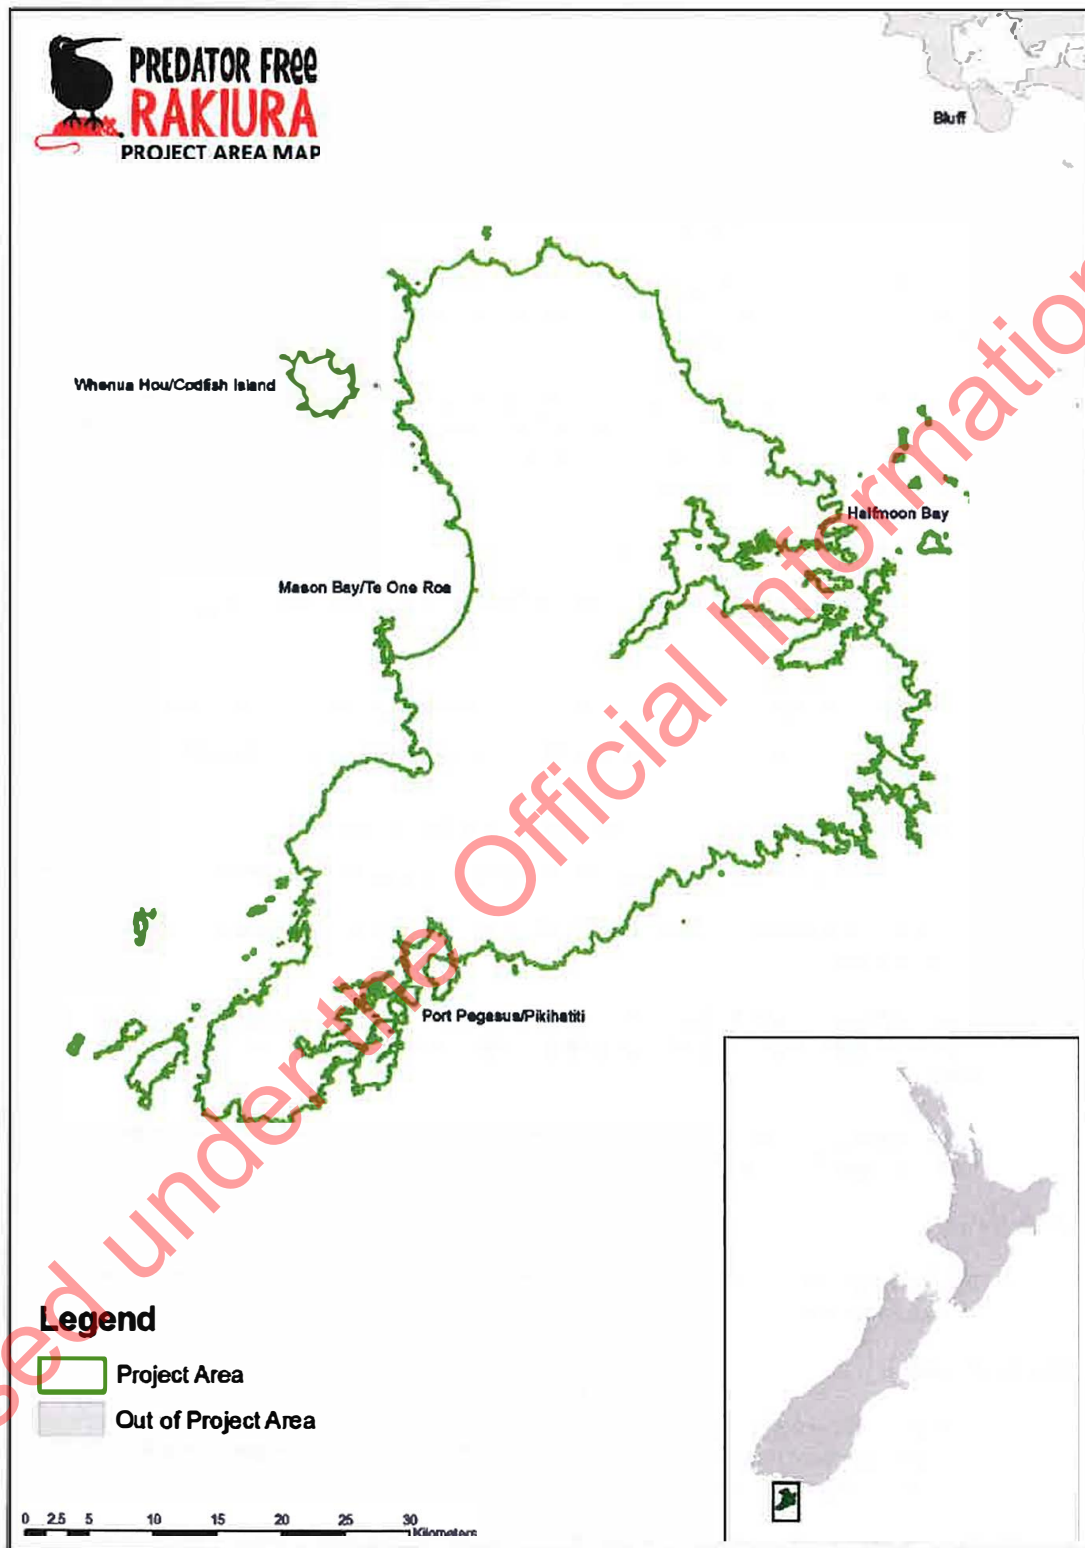 PREDATOR FRee
RAKIURA
PROJECT AREA MAP
Bluff
Whenua Hou/Codfish Island
Halfmoon Bay
Mason Bay/Te One Roa
Port Pegasus/Pikihatiti
Legend
Project Area
Out of Project Area
0 2.5 5 10 15 20 25 30
Kilometers
sed under the Official Information